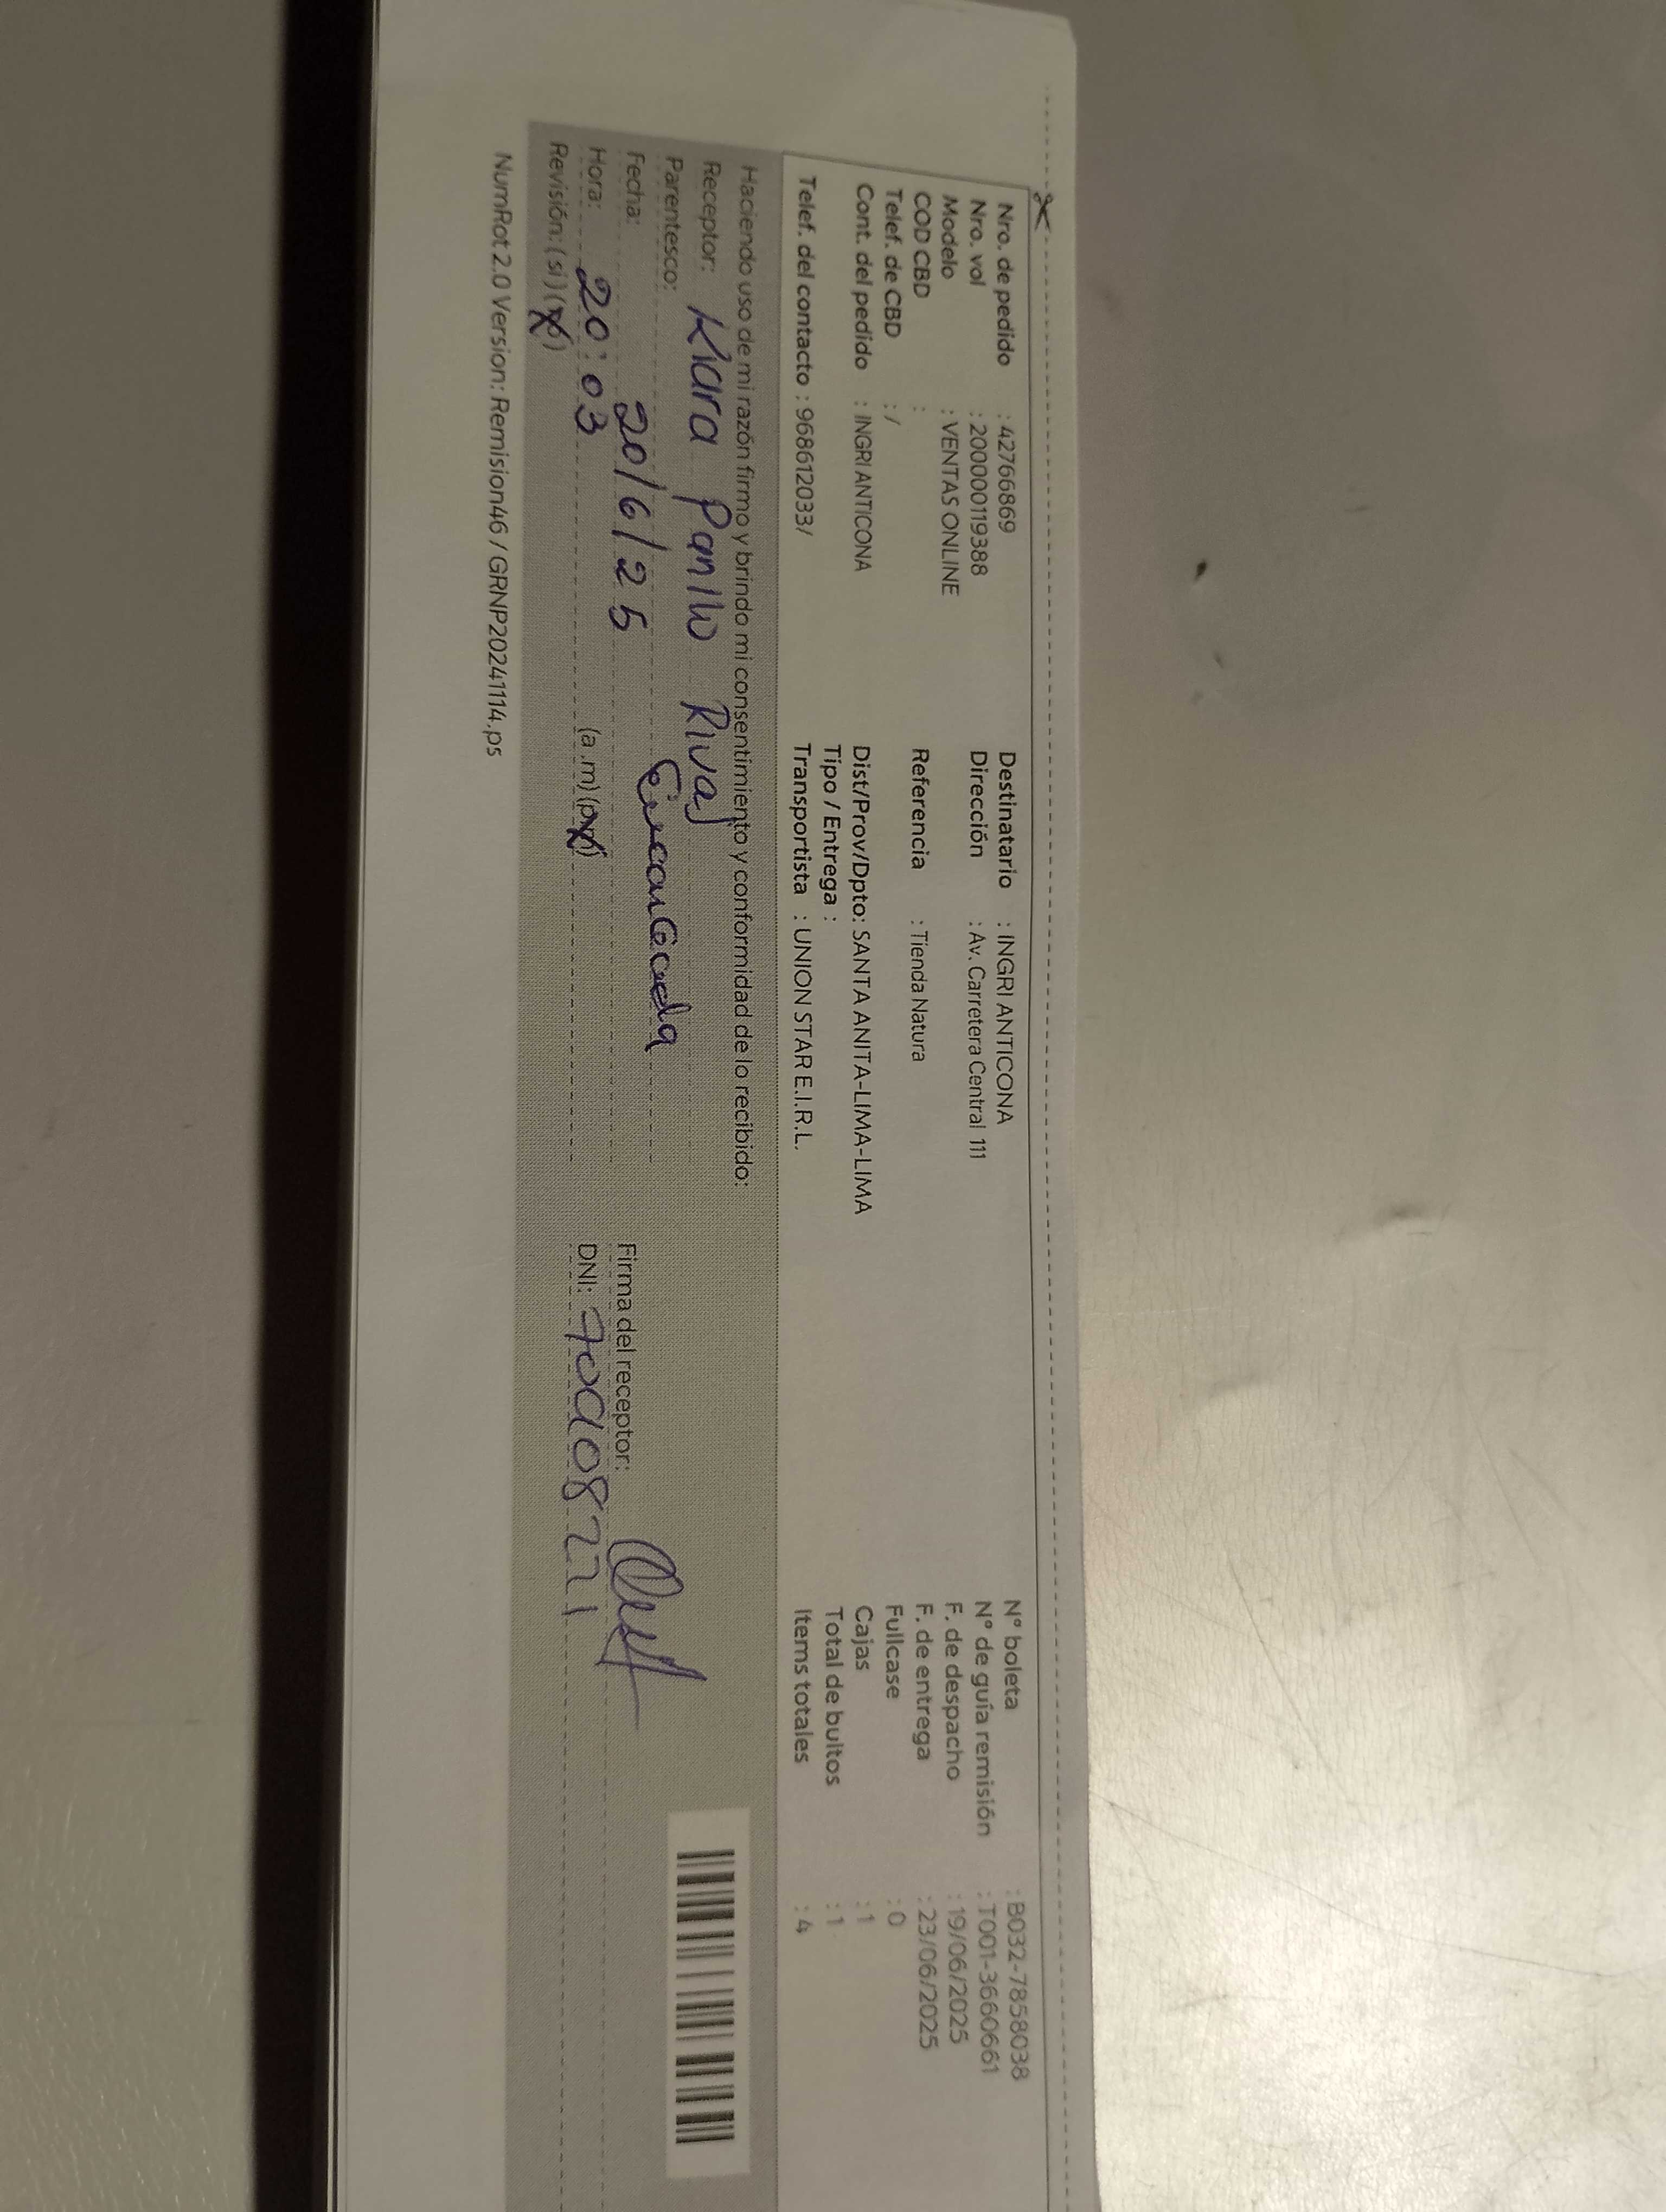 Nro. de pedido : 42766869
Nro. vol : 200000119388
Modelo : VENTAS ONLINE
COD CBD :
Telef. de CBD : /
Cont. del pedido : INGRI ANTICONA
Telef. del contacto : 968612033/
Destinatario : INGRI ANTICONA
Dirección : Av. Carretera Central 111
Referencia : Tienda Natura
Dist/Prov/Dpto: SANTA ANITA-LIMA-LIMA
Tipo / Entrega :
Transportista : UNION STAR E.I.R.L.
N° boleta : B032-7858038
N° de guía remisión : T001-3660661
F. de despacho : 19/06/2025
F. de entrega : 23/06/2025
Fullcase : 0
Cajas : 1
Total de bultos : 1
Items totales : 4
Haciendo uso de mi razón firmo y brindo mi consentimiento y conformidad de lo recibido:
Receptor: Kiara Rivas
Parentesco: Encargada
Fecha: 20/6/25
Hora: 20:03 (a.m) (p.m)
Revisión: (si) (no)
Firma del receptor:
DNI: 70908221
NumRot 2.0 Version: Remision46 / GRNP20241114.ps